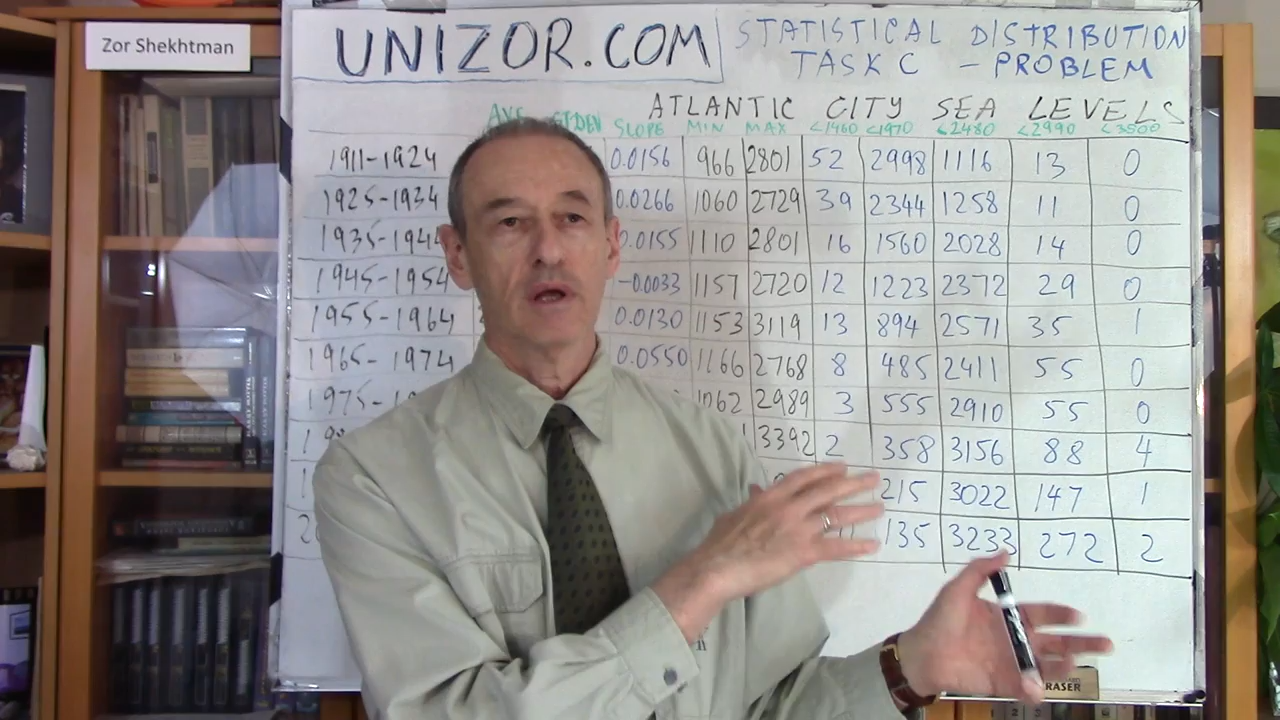 Zor Shekhtman
UNIZOR.COM
STATISTICAL DISTRIBUTION
TASK C - PROBLEM
ATLANTIC CITY SEA LEVELS
SLOPE MIN MAX <1460 <1970 <2480 <2990 <3500
1911-1924 0.0156 966 2801 52 2998 1116 13 0
1925-1934 0.0266 1060 2729 39 2344 1258 11 0
1935-1944 0.0155 1110 2801 16 1560 2028 14 0
1945-1954 -0.0033 1157 2720 12 1223 2372 29 0
1955-1964 0.0130 1153 3119 13 894 2571 35 1
1965-1974 0.0550 1166 2768 8 485 2411 55 0
1975- 1062 2989 3 555 2910 55 0
3392 2 358 3156 88 4
215 3022 147 1
135 3233 272 2